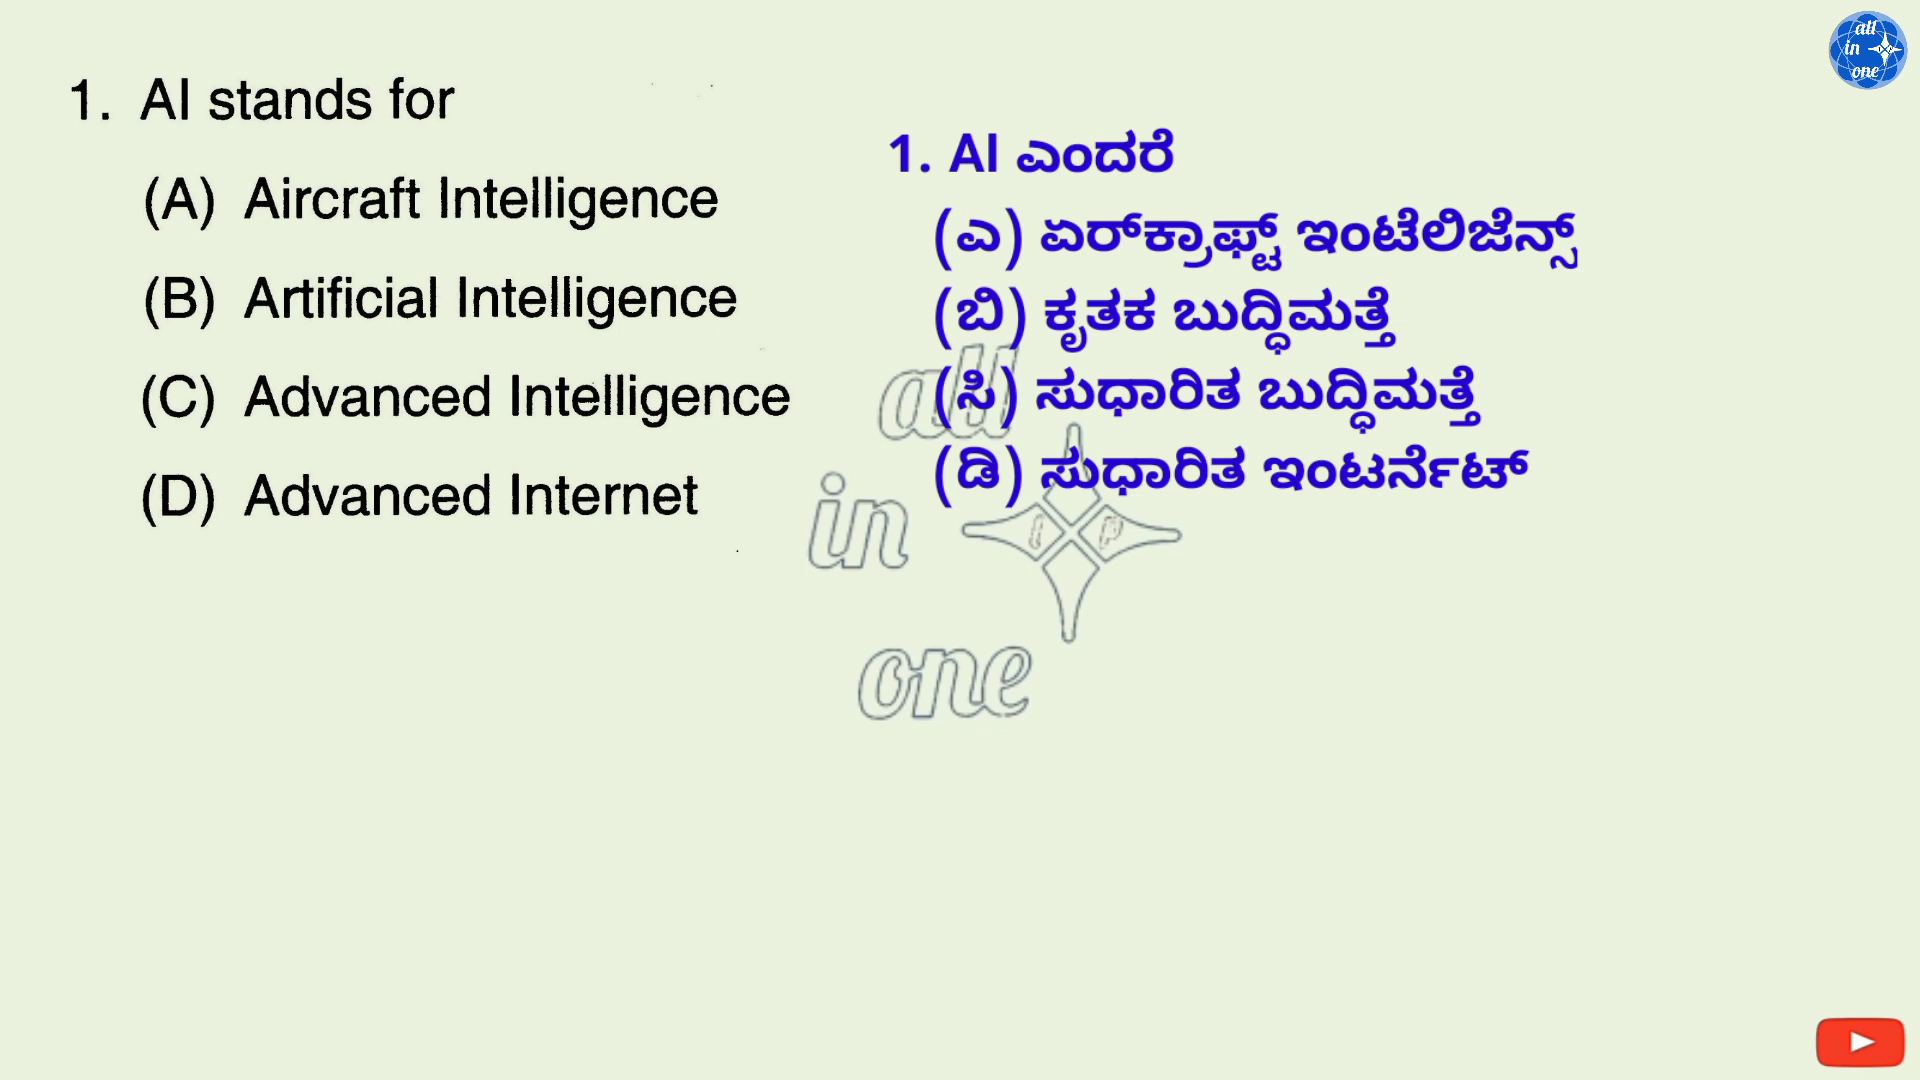 1. AI stands for
(A) Aircraft Intelligence
(B) Artificial Intelligence
(C) Advanced Intelligence
(D) Advanced Internet
1. AI ಎಂದರೆ
(ಎ) ಏರ್‌ಕ್ರಾಫ್ಟ್ ಇಂಟೆಲಿಜೆನ್ಸ್
(ಬಿ) ಕೃತಕ ಬುದ್ಧಿಮತ್ತೆ
(ಸಿ) ಸುಧಾರಿತ ಬುದ್ಧಿಮತ್ತೆ
(ಡಿ) ಸುಧಾರಿತ ಇಂಟರ್ನೆಟ್
all
in
one
all
in
one